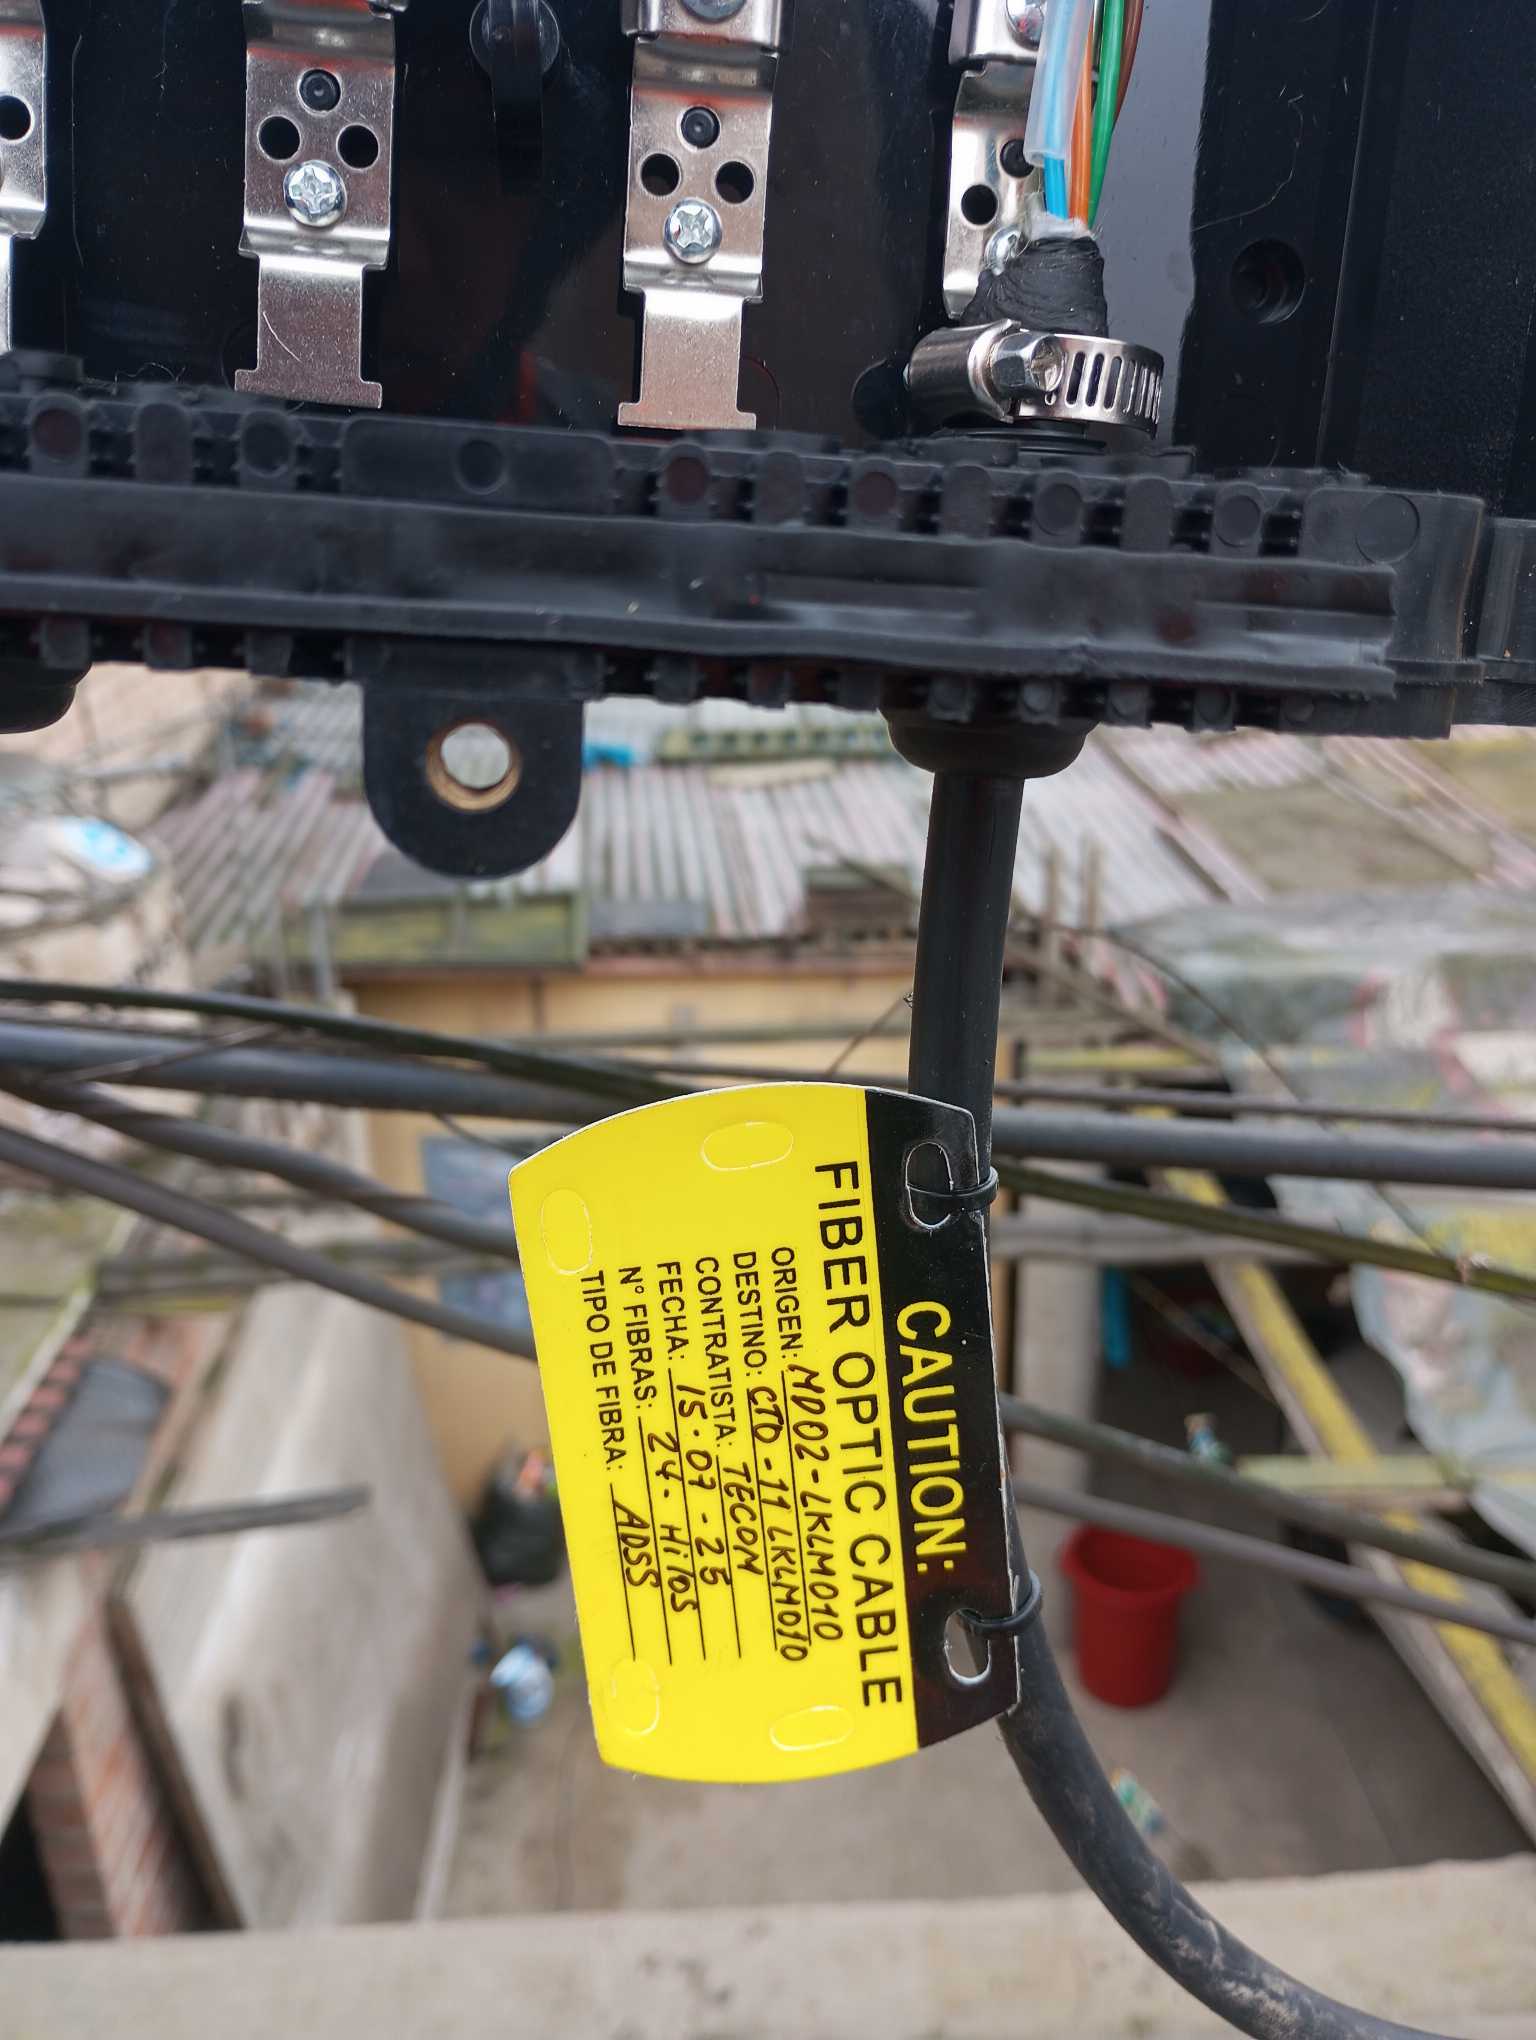 CAUTION:
FIBER OPTIC CABLE
ORIGEN: MD02-LKLM010
DESTINO: CTO-11 LKLM010
CONTRATISTA: TECOM
FECHA: 15-07-25
Nº FIBRAS: 24- Hilos
TIPO DE FIBRA: ADSS